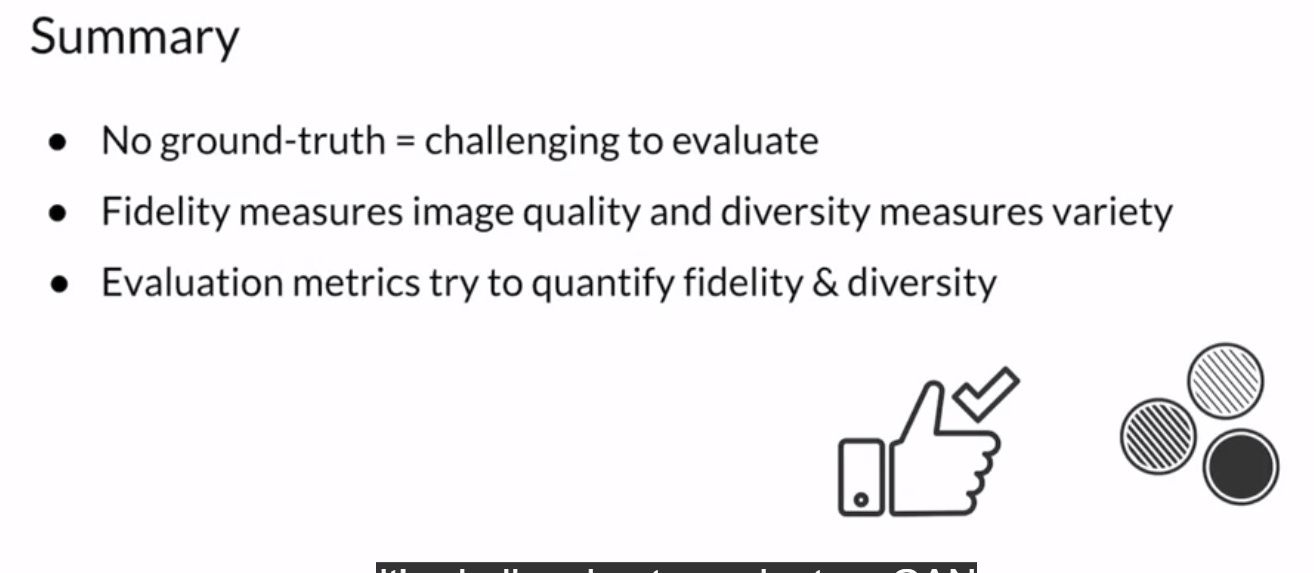 Summary
● No ground-truth = challenging to evaluate
● Fidelity measures image quality and diversity measures variety
● Evaluation metrics try to quantify fidelity & diversity
GAN